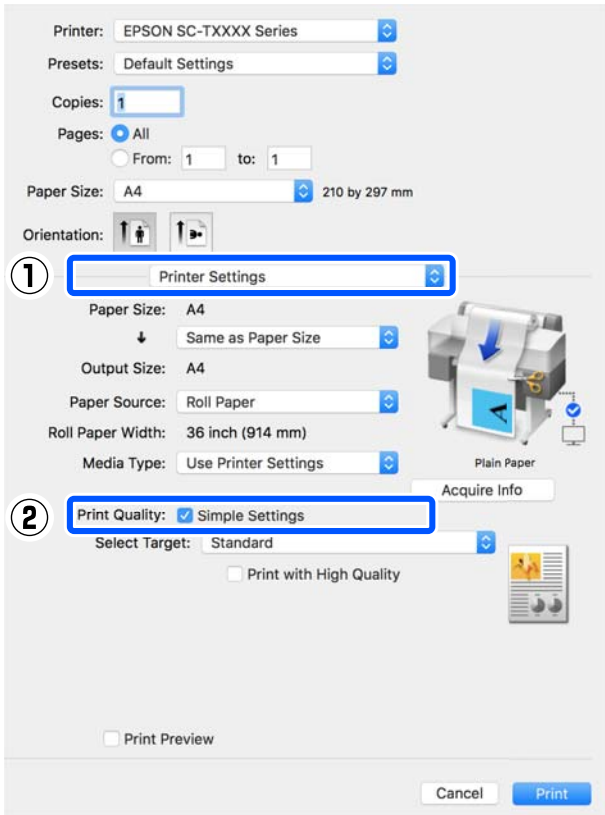 Printer: EPSON SC-TXXXX Series
Presets: Default Settings
Copies: 1
Pages: All
From: 1 to: 1
Paper Size: A4 210 by 297 mm
Orientation:
① Printer Settings
Paper Size: A4
↓ Same as Paper Size
Output Size: A4
Paper Source: Roll Paper
Roll Paper Width: 36 inch (914 mm)
Media Type: Use Printer Settings
Plain Paper
Acquire Info
② Print Quality: Simple Settings
Select Target: Standard
Print with High Quality
Print Preview
Cancel Print